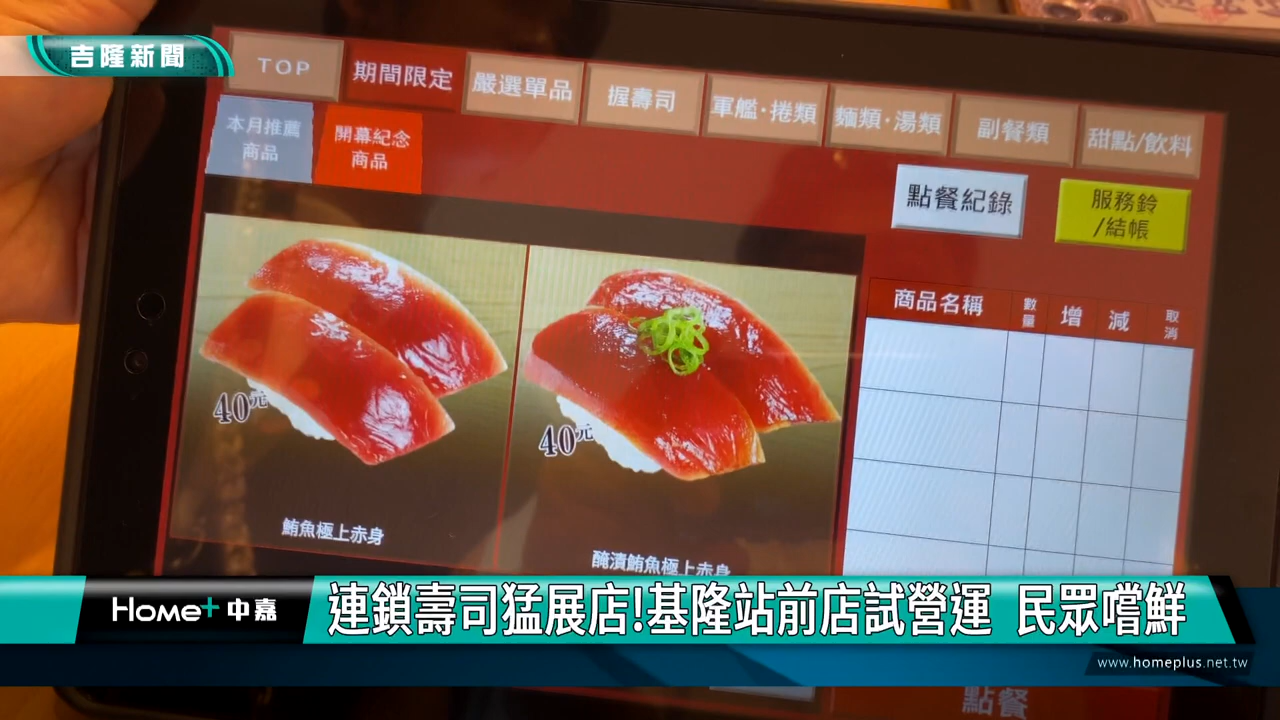 吉隆新聞
TOP
期間限定
嚴選單品
握壽司
軍艦·捲類
麵類·湯類
副餐類
甜點/飲料
本月推薦
商品
開幕紀念
商品
點餐紀錄
服務鈴
/結帳
商品名稱
數量
增
減
取消
40元
40元
鮪魚極上赤身
醃漬鮪魚極上赤身
Home+ 中嘉
連鎖壽司猛展店!基隆站前店試營運 民眾嚐鮮
www.homeplus.net.tw
點餐